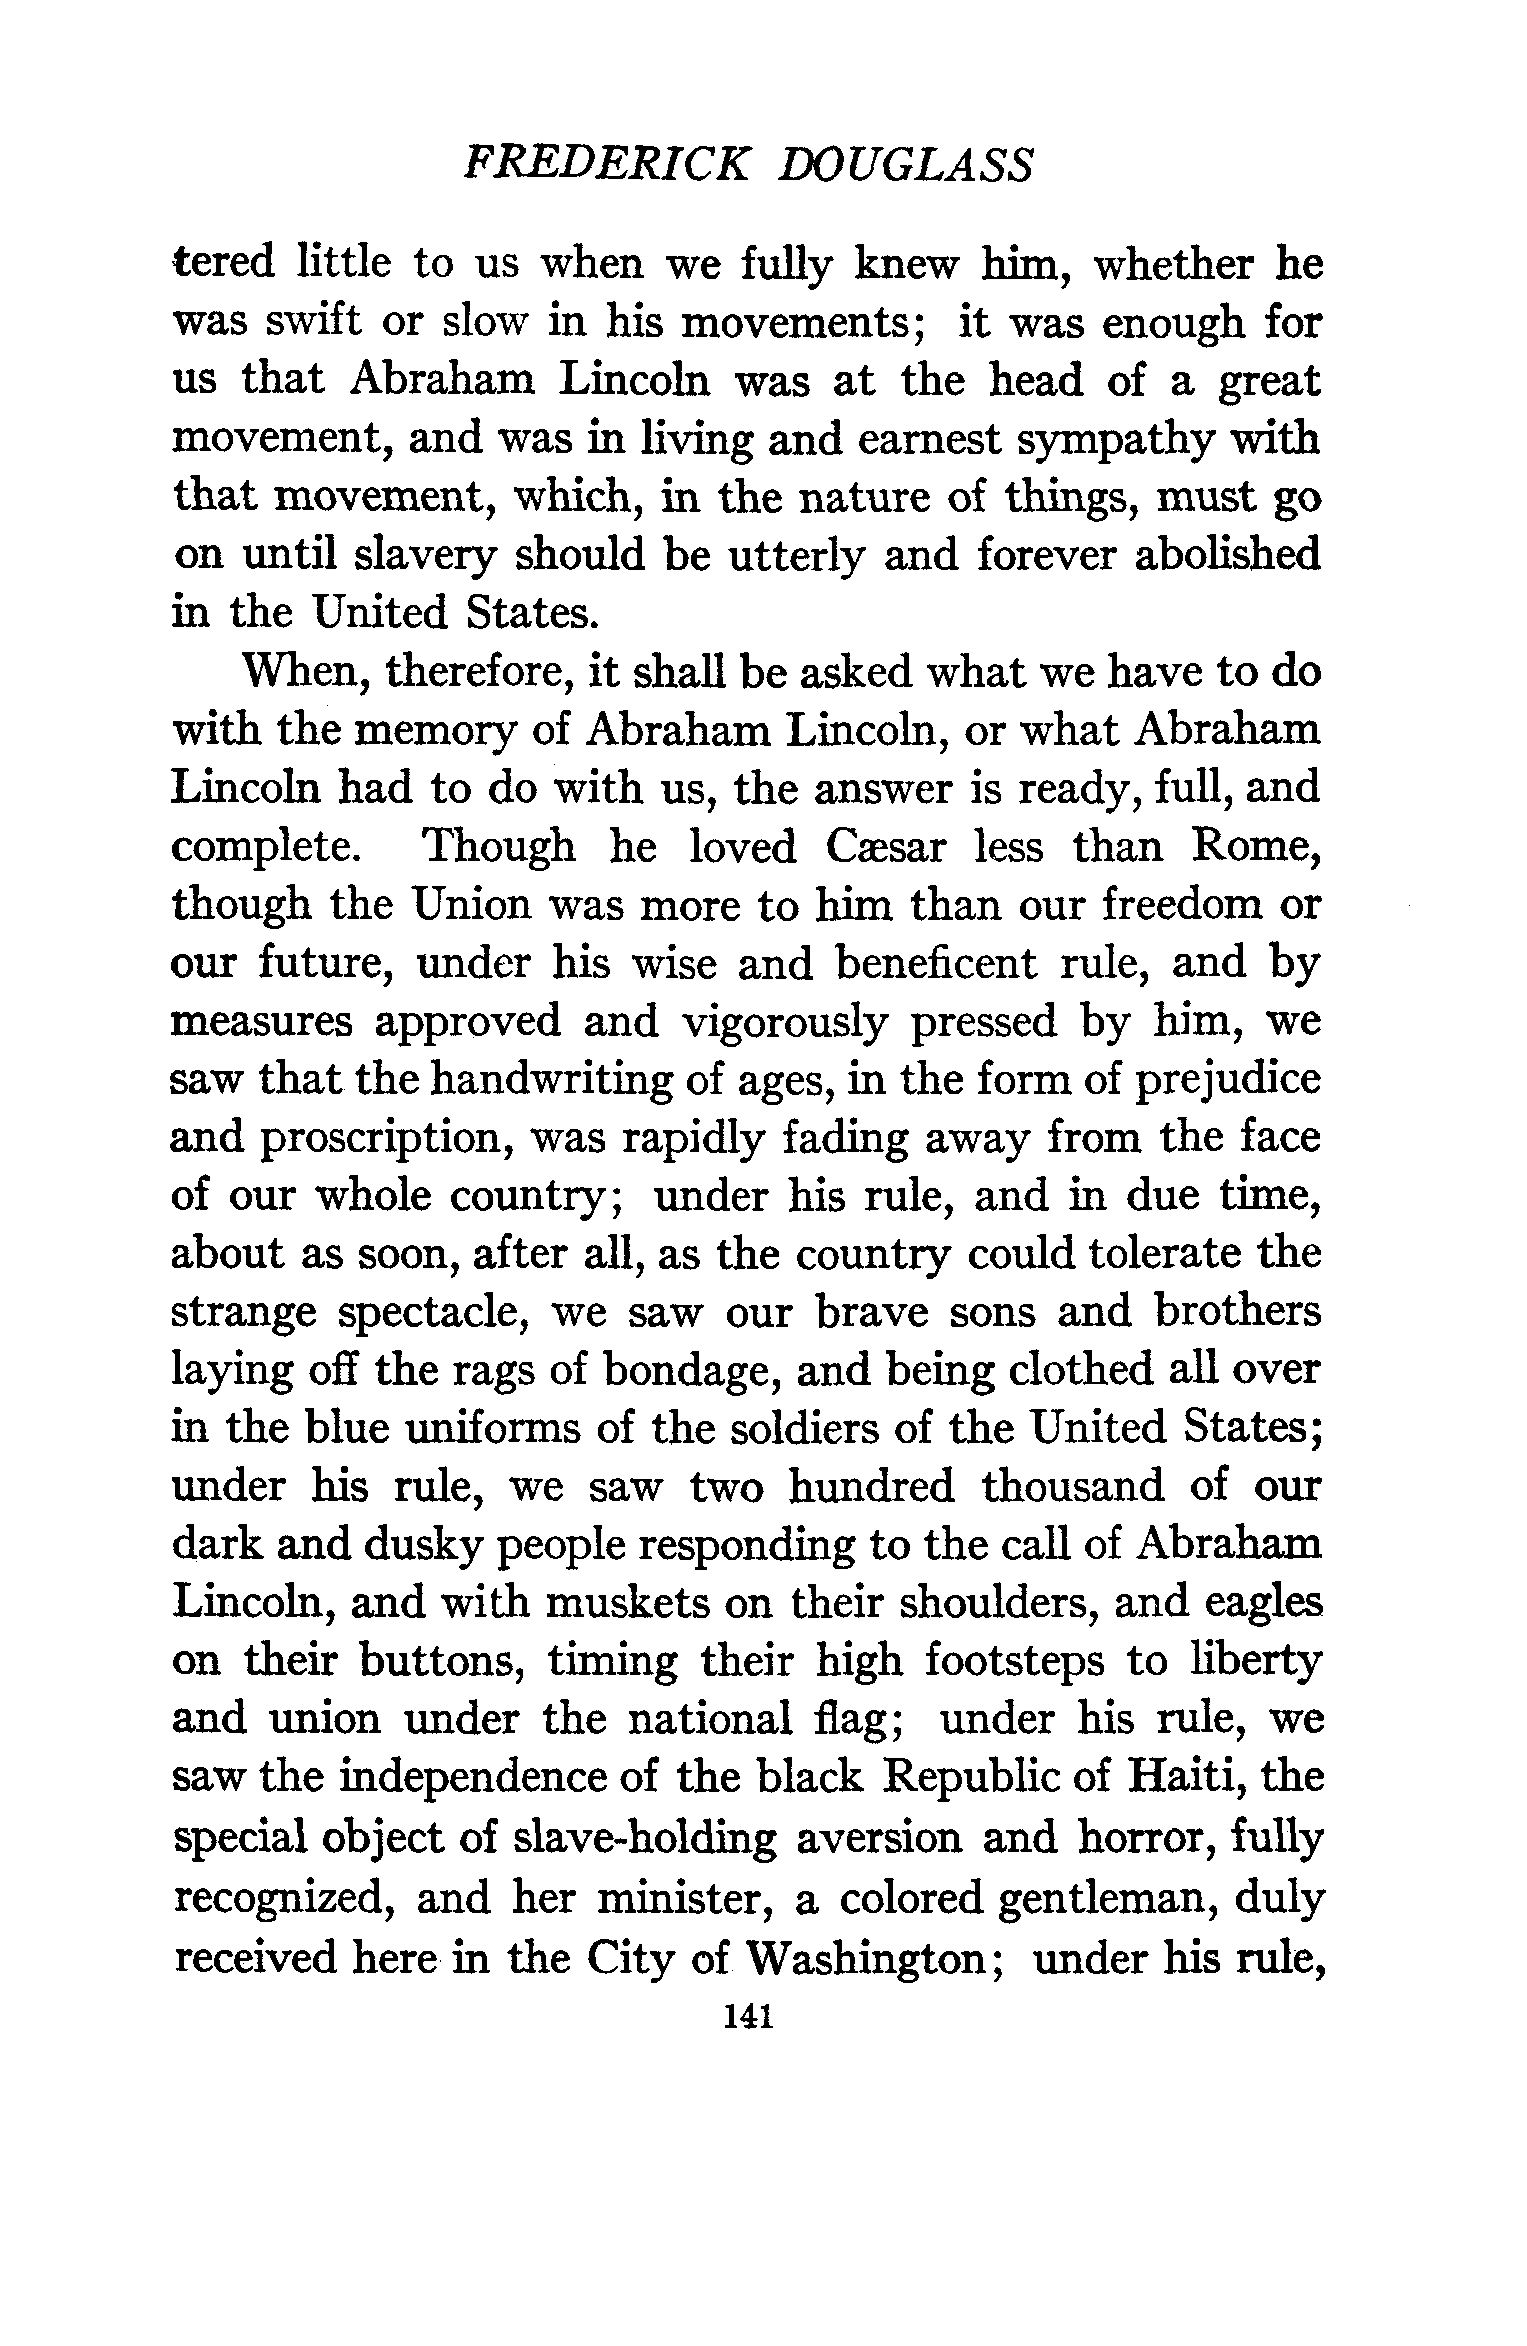 FREDERICK DOUGLASS
tered little to us when we fully knew him, whether he
was swift or slow in his movements; it was enough for
us that Abraham Lincoln was at the head of a great
movement, and was in living and earnest sympathy with
that movement, which, in the nature of things, must go
on until slavery should be utterly and forever abolished
in the United States.
When, therefore, it shall be asked what we have to do
with the memory of Abraham Lincoln, or what Abraham
Lincoln had to do with us, the answer is ready, full, and
complete. Though he loved Cæsar less than Rome,
though the Union was more to him than our freedom or
our future, under his wise and beneficent rule, and by
measures approved and vigorously pressed by him, we
saw that the handwriting of ages, in the form of prejudice
and proscription, was rapidly fading away from the face
of our whole country; under his rule, and in due time,
about as soon, after all, as the country could tolerate the
strange spectacle, we saw our brave sons and brothers
laying off the rags of bondage, and being clothed all over
in the blue uniforms of the soldiers of the United States;
under his rule, we saw two hundred thousand of our
dark and dusky people responding to the call of Abraham
Lincoln, and with muskets on their shoulders, and eagles
on their buttons, timing their high footsteps to liberty
and union under the national flag; under his rule, we
saw the independence of the black Republic of Haiti, the
special object of slave-holding aversion and horror, fully
recognized, and her minister, a colored gentleman, duly
received here in the City of Washington; under his rule,
141